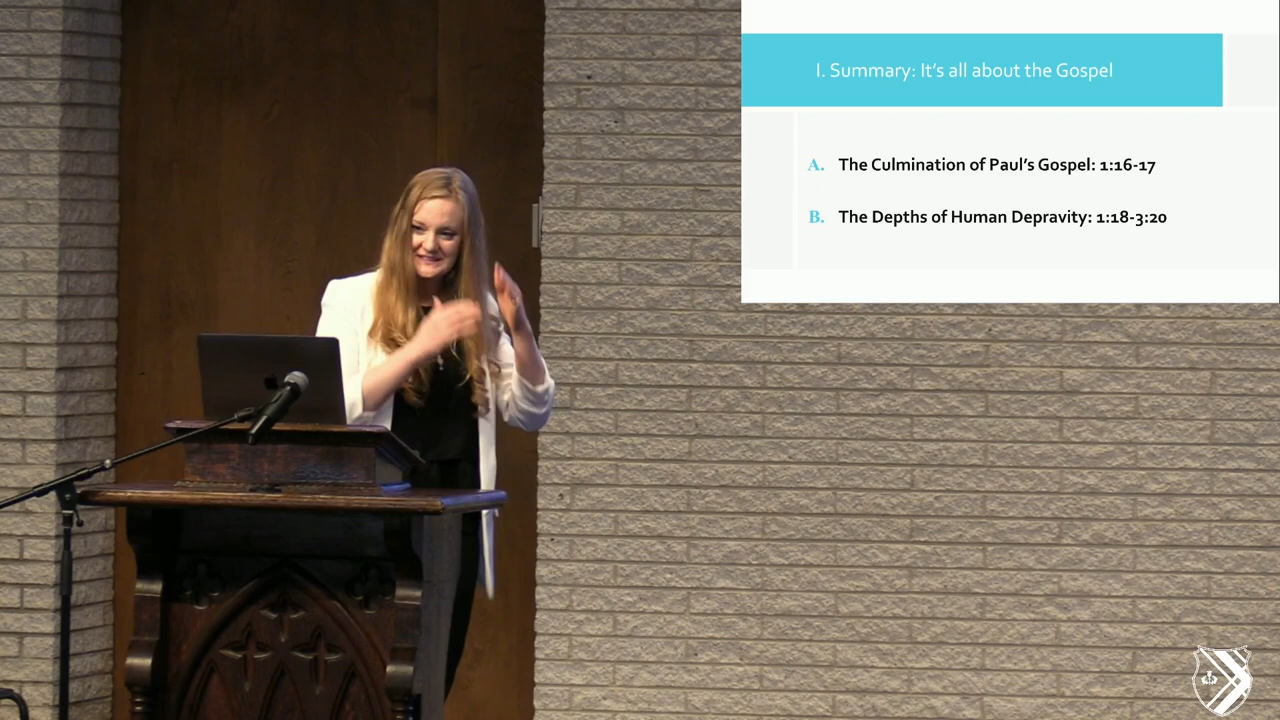 I. Summary: It's all about the Gospel
A. The Culmination of Paul's Gospel: 1:16-17
B. The Depths of Human Depravity: 1:18-3:20